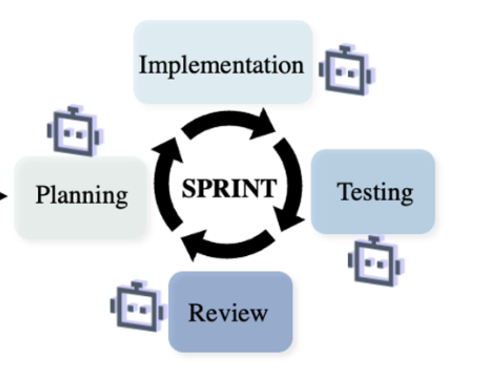 Implementation
Planning
SPRINT
Testing
Review